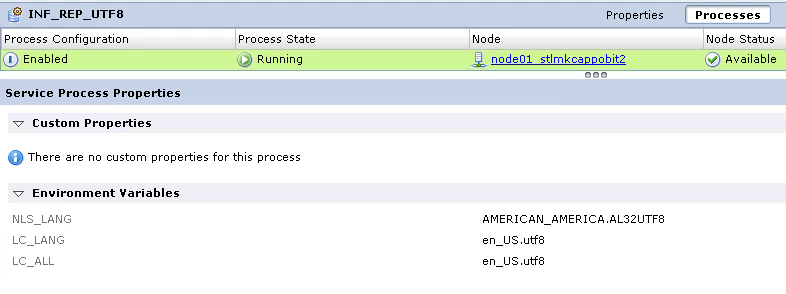 INF_REP_UTF8 Properties Processes
Process Configuration Process State Node Node Status
Enabled Running node01_stlmkcappobit2 Available
Service Process Properties
Custom Properties
There are no custom properties for this process
Environment Variables
NLS_LANG AMERICAN_AMERICA.AL32UTF8
LC_LANG en_US.utf8
LC_ALL en_US.utf8